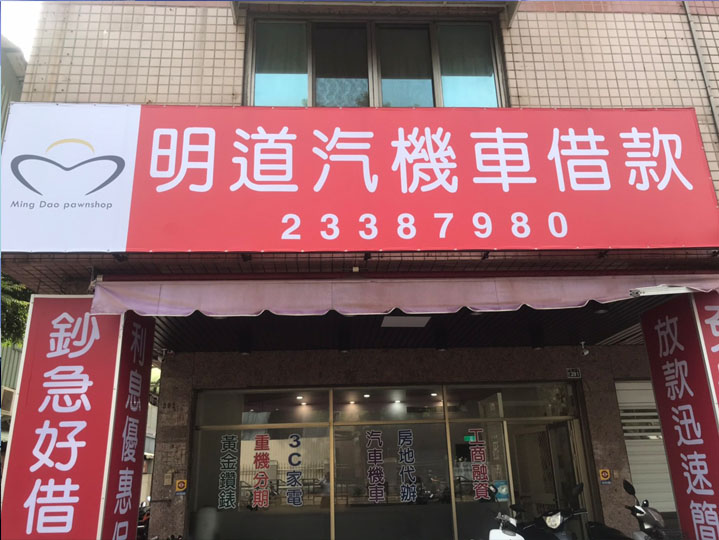 明道汽機車借款
Ming Dao pawnshop
23387980
鈔急好借
利息優惠保
黃金鑽錶
重機分期
3C家電
汽車機車
房地代辦
工商融資
放款迅速簡